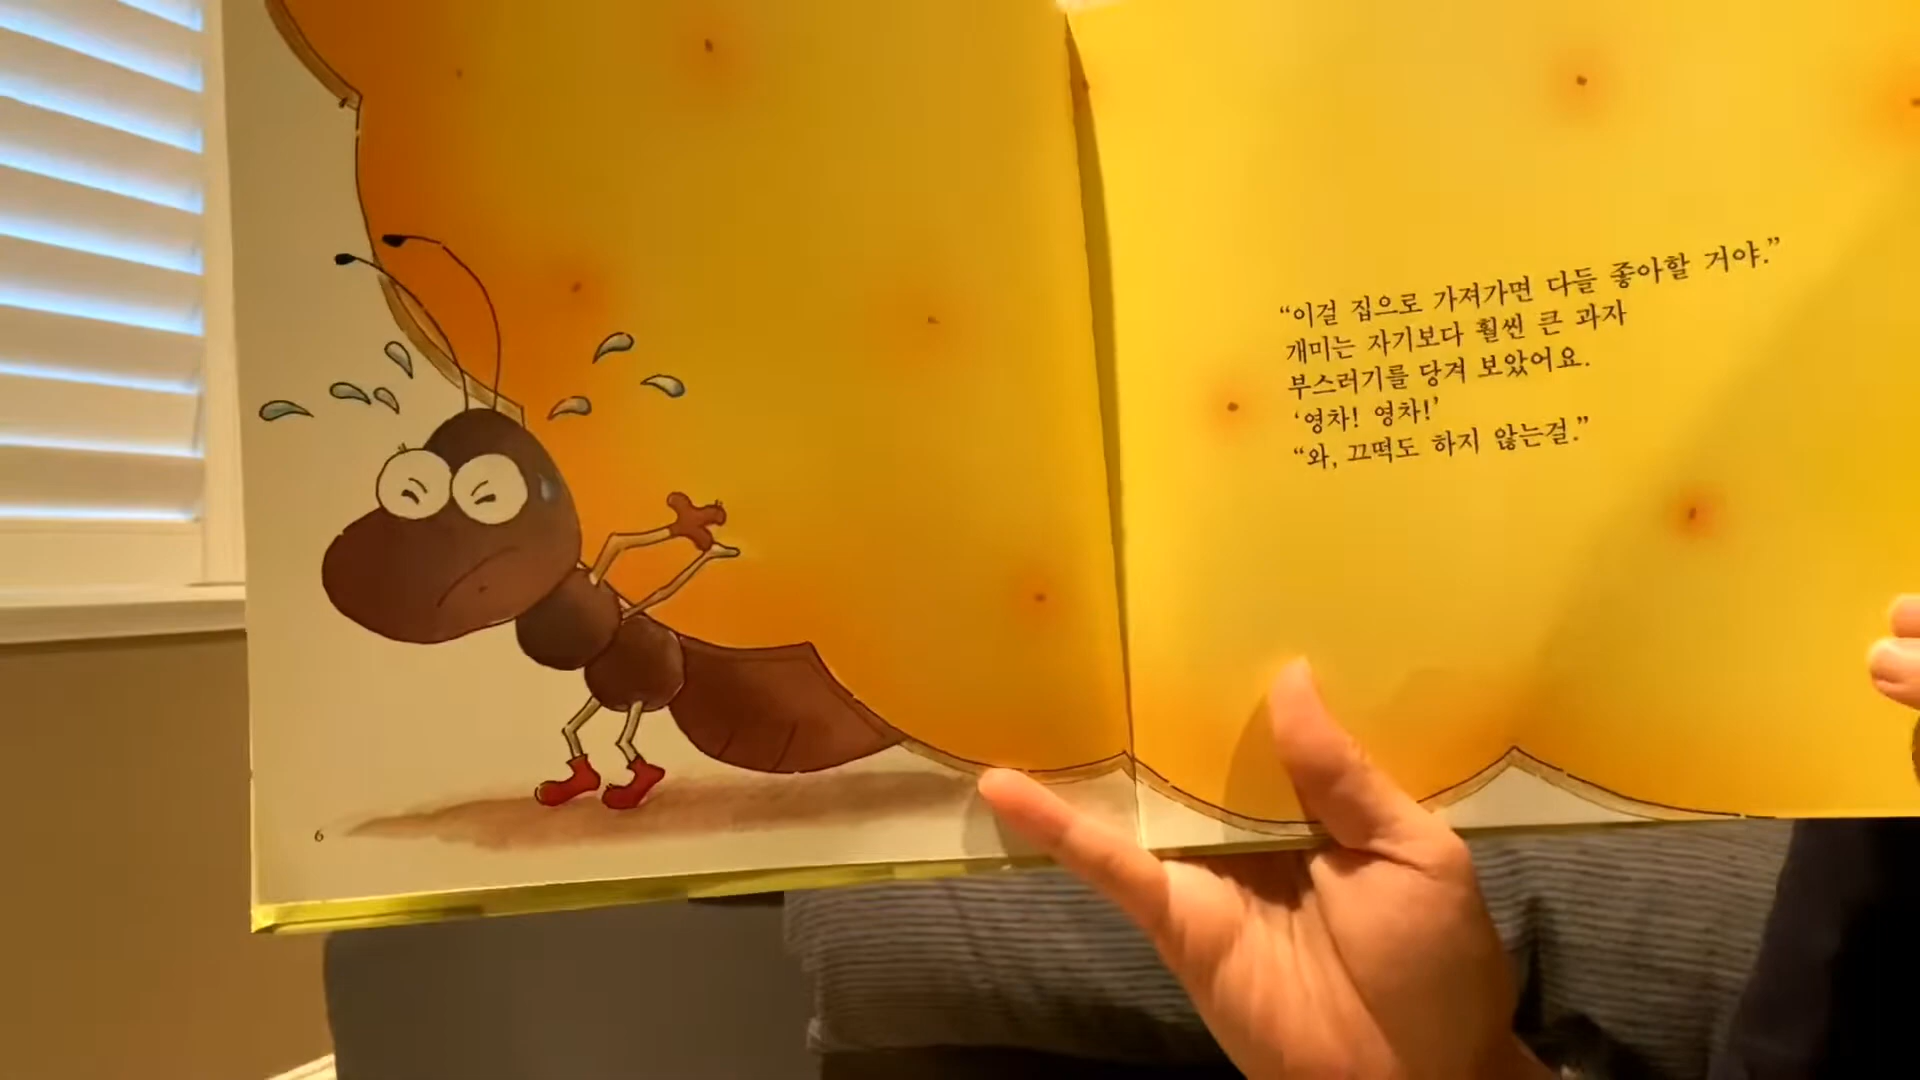 “이걸 집으로 가져가면 다들 좋아할 거야.”
개미는 자기보다 훨씬 큰 과자
부스러기를 당겨 보았어요.
‘영차! 영차!’
“와, 끄떡도 하지 않는걸.”
6